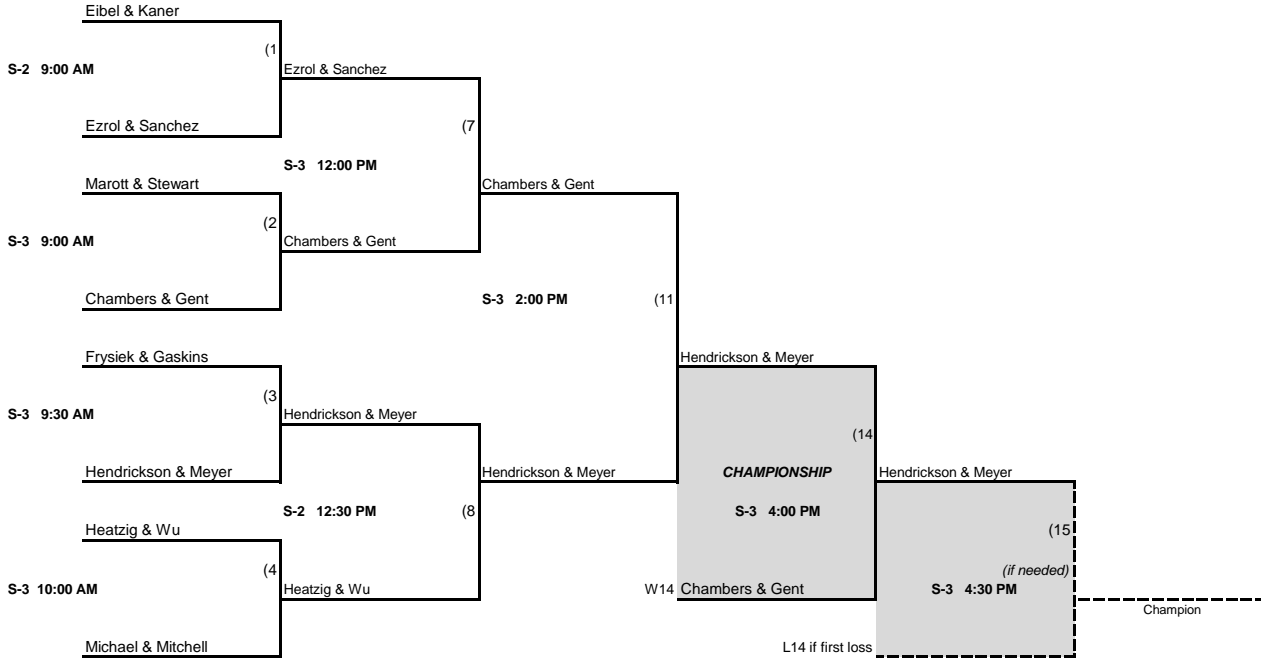 Eibel & Kaner
(1
S-2 9:00 AM
Ezrol & Sanchez
Ezrol & Sanchez
(7
S-3 12:00 PM
Marott & Stewart
Chambers & Gent
(2
S-3 9:00 AM
Chambers & Gent
Chambers & Gent
S-3 2:00 PM
(11
Frysiek & Gaskins
Hendrickson & Meyer
(3
S-3 9:30 AM
Hendrickson & Meyer
(14
Hendrickson & Meyer
Hendrickson & Meyer
CHAMPIONSHIP
Hendrickson & Meyer
S-2 12:30 PM
(8
S-3 4:00 PM
Heatzig & Wu
(15
(4
(if needed)
S-3 10:00 AM
Heatzig & Wu
W14 Chambers & Gent
S-3 4:30 PM
Champion
Michael & Mitchell
L14 if first loss